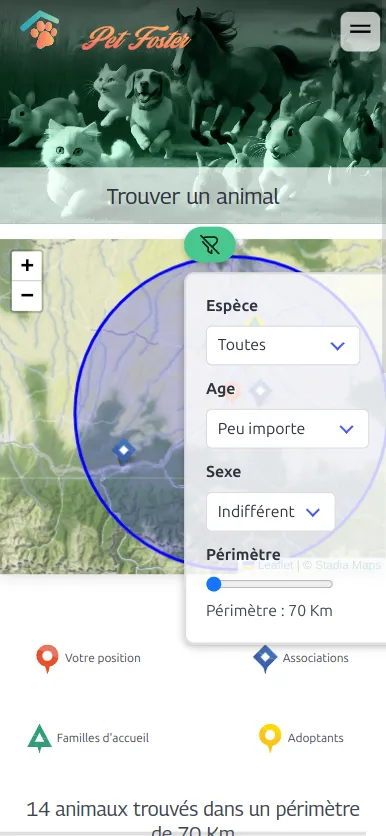 Pet Foster
Trouver un animal
+
−
Espèce
Toutes
Age
Peu importe
Sexe
Indifférent
Périmètre
Leaflet | © Stadia Maps
Périmètre : 70 Km
Votre position
Associations
Familles d'accueil
Adoptants
14 animaux trouvés dans un périmètre
de 70 Km